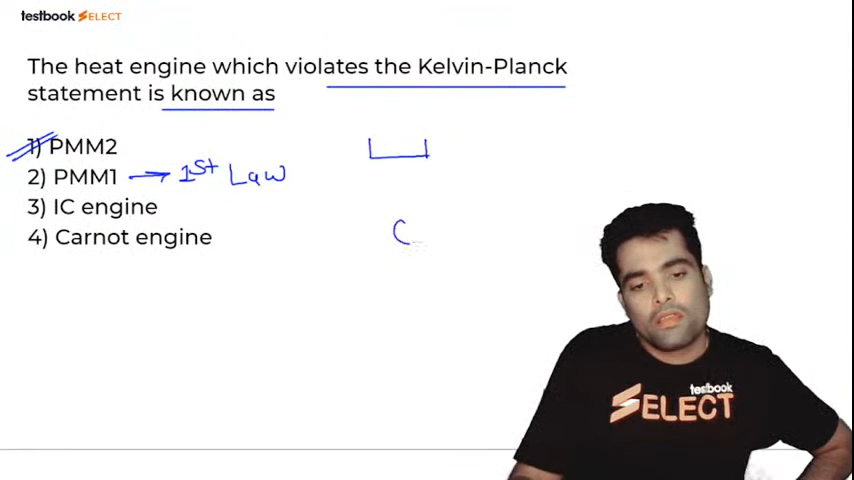 testbook SELECT
The heat engine which violates the Kelvin-Planck
statement is known as
1) PMM2
2) PMM1 → 1st Law
3) IC engine
4) Carnot engine
C
testbook
SELECT